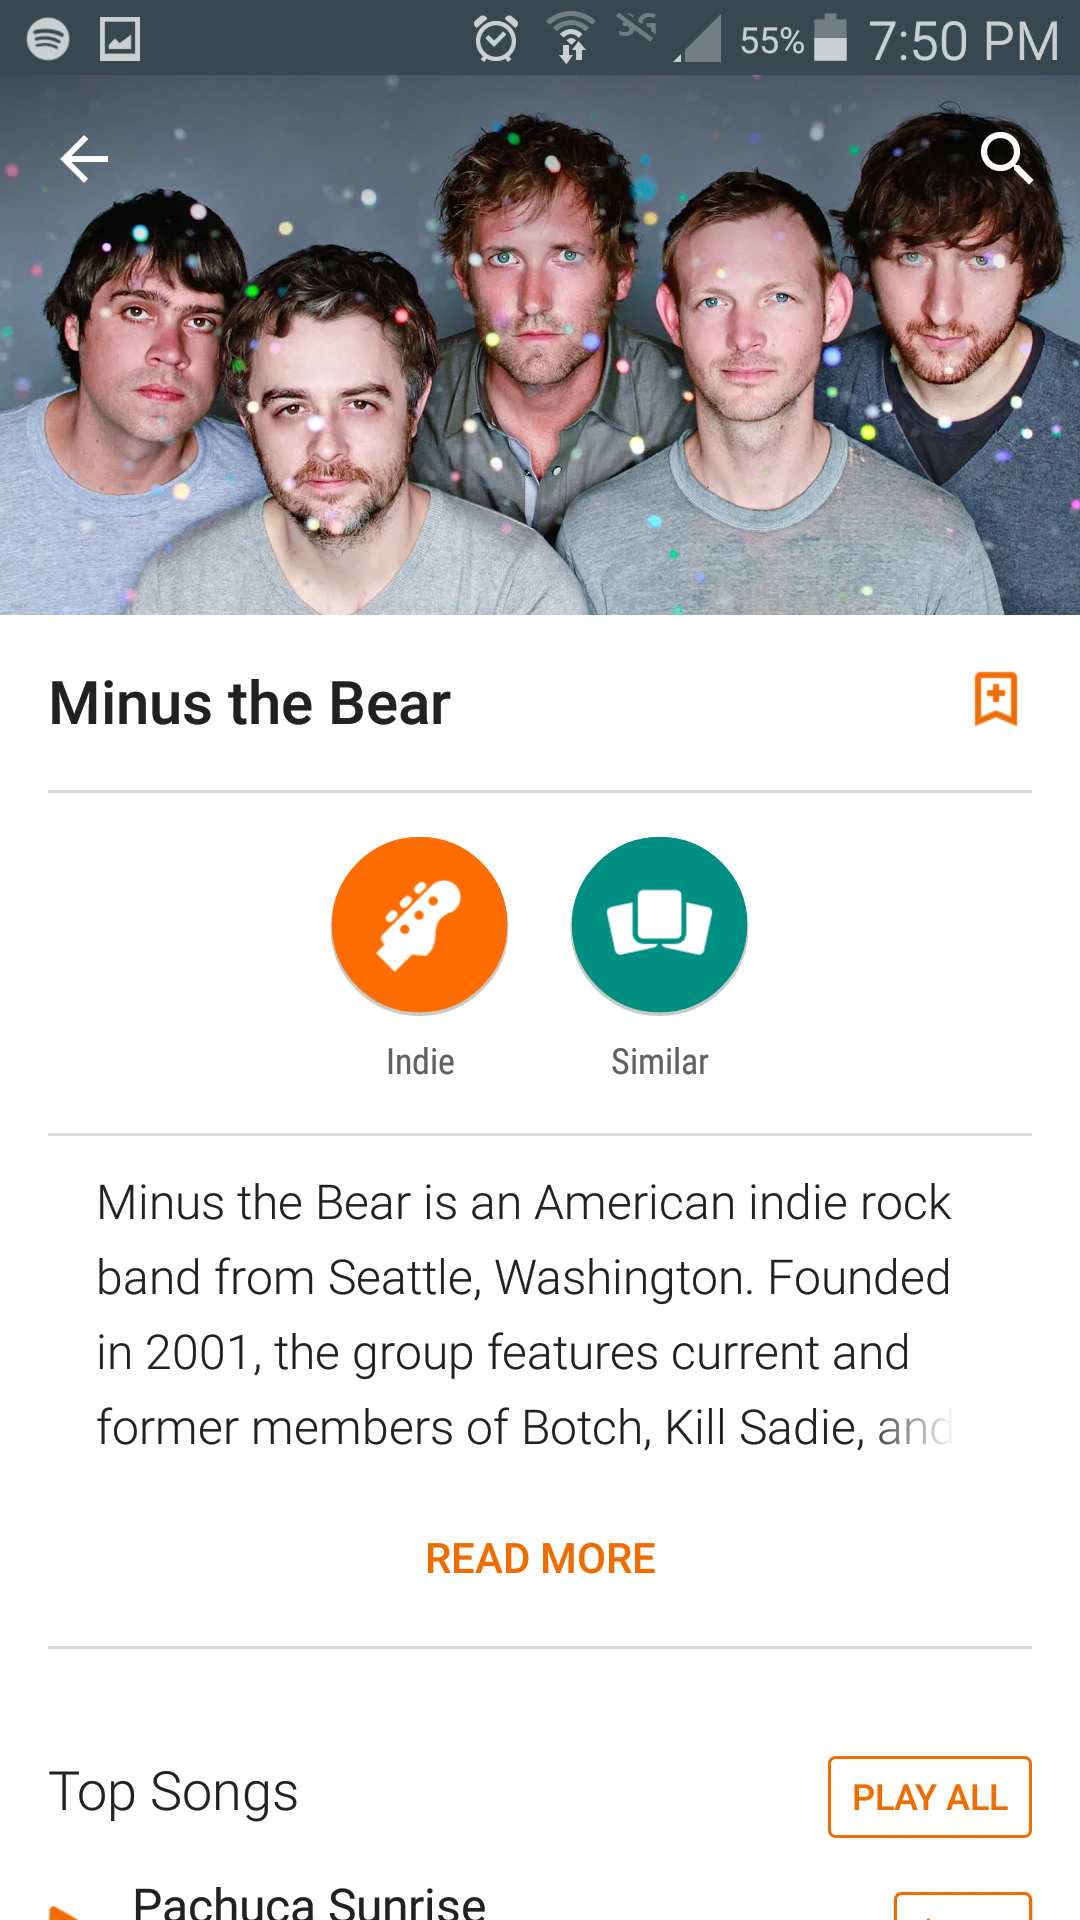 55% 7:50 PM
Minus the Bear
Indie Similar
Minus the Bear is an American indie rock
band from Seattle, Washington. Founded
in 2001, the group features current and
former members of Botch, Kill Sadie, and
READ MORE
Top Songs PLAY ALL
Pachuca Sunrise